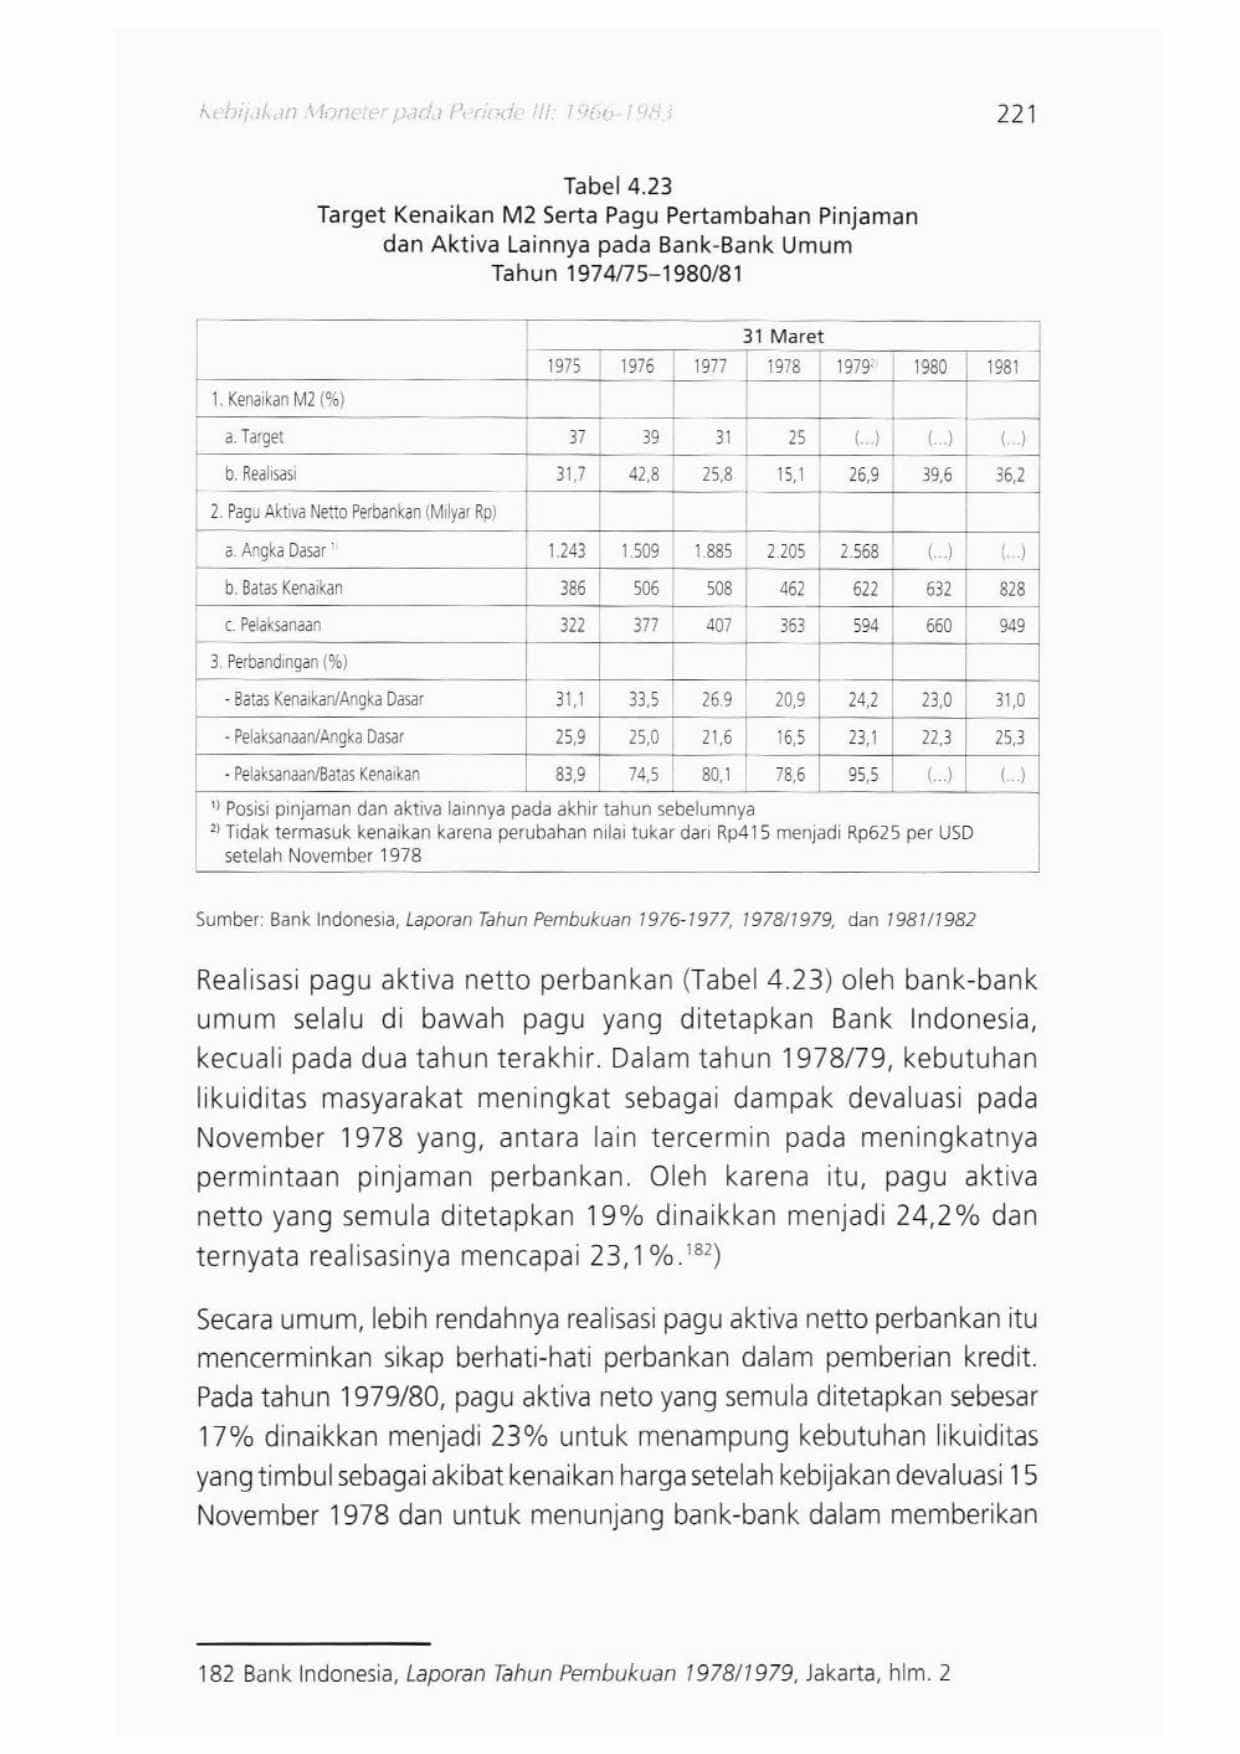 Kebijakan Moneter pada Periode III: 1966-1983 221
Tabel 4.23
Target Kenaikan M2 Serta Pagu Pertambahan Pinjaman
dan Aktiva Lainnya pada Bank-Bank Umum
Tahun 1974/75–1980/81
31 Maret
1975 1976 1977 1978 1979²⁾ 1980 1981
1. Kenaikan M2 (%)
a. Target 37 39 31 25 (...) (...) (...)
b. Realisasi 31,7 42,8 25,8 15,1 26,9 39,6 36,2
2. Pagu Aktiva Netto Perbankan (Milyar Rp)
a. Angka Dasar ¹⁾ 1.243 1.509 1.885 2.205 2.568 (...) (...)
b. Batas Kenaikan 386 506 508 462 622 632 828
c. Pelaksanaan 322 377 407 363 594 660 949
3. Perbandingan (%)
- Batas Kenaikan/Angka Dasar 31,1 33,5 26.9 20,9 24,2 23,0 31,0
- Pelaksanaan/Angka Dasar 25,9 25,0 21,6 16,5 23,1 22,3 25,3
- Pelaksanaan/Batas Kenaikan 83,9 74,5 80,1 78,6 95,5 (...) (...)
¹⁾ Posisi pinjaman dan aktiva lainnya pada akhir tahun sebelumnya
²⁾ Tidak termasuk kenaikan karena perubahan nilai tukar dari Rp415 menjadi Rp625 per USD
setelah November 1978
Sumber: Bank Indonesia, Laporan Tahun Pembukuan 1976-1977, 1978/1979, dan 1981/1982
Realisasi pagu aktiva netto perbankan (Tabel 4.23) oleh bank-bank
umum selalu di bawah pagu yang ditetapkan Bank Indonesia,
kecuali pada dua tahun terakhir. Dalam tahun 1978/79, kebutuhan
likuiditas masyarakat meningkat sebagai dampak devaluasi pada
November 1978 yang, antara lain tercermin pada meningkatnya
permintaan pinjaman perbankan. Oleh karena itu, pagu aktiva
netto yang semula ditetapkan 19% dinaikkan menjadi 24,2% dan
ternyata realisasinya mencapai 23,1%.¹⁸²)
Secara umum, lebih rendahnya realisasi pagu aktiva netto perbankan itu
mencerminkan sikap berhati-hati perbankan dalam pemberian kredit.
Pada tahun 1979/80, pagu aktiva neto yang semula ditetapkan sebesar
17% dinaikkan menjadi 23% untuk menampung kebutuhan likuiditas
yang timbul sebagai akibat kenaikan harga setelah kebijakan devaluasi 15
November 1978 dan untuk menunjang bank-bank dalam memberikan
182 Bank Indonesia, Laporan Tahun Pembukuan 1978/1979, Jakarta, hlm. 2